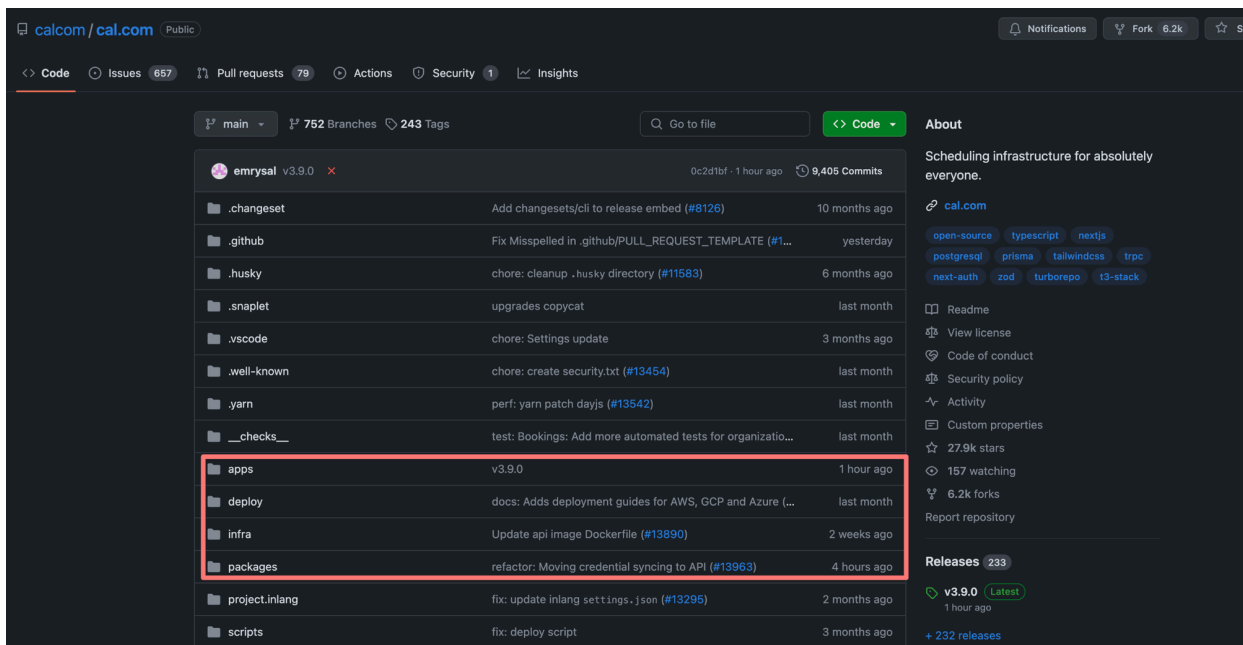 calcom / cal.com Public
Notifications
Fork 6.2k
Code
Issues 657
Pull requests 79
Actions
Security 1
Insights
main
752 Branches
243 Tags
Go to file
Code
emrysal v3.9.0
0c2d1bf · 1 hour ago
9,405 Commits
.changeset Add changesets/cli to release embed (#8126) 10 months ago
.github Fix Misspelled in .github/PULL_REQUEST_TEMPLATE (#1... yesterday
.husky chore: cleanup .husky directory (#11583) 6 months ago
.snaplet upgrades copycat last month
.vscode chore: Settings update 3 months ago
.well-known chore: create security.txt (#13454) last month
.yarn perf: yarn patch dayjs (#13542) last month
__checks__ test: Bookings: Add more automated tests for organizatio... last month
apps v3.9.0 1 hour ago
deploy docs: Adds deployment guides for AWS, GCP and Azure (... last month
infra Update api image Dockerfile (#13890) 2 weeks ago
packages refactor: Moving credential syncing to API (#13963) 4 hours ago
project.inlang fix: update inlang settings.json (#13295) 2 months ago
scripts fix: deploy script 3 months ago
About
Scheduling infrastructure for absolutely
everyone.
cal.com
open-source typescript nextjs
postgresql prisma tailwindcss trpc
next-auth zod turborepo t3-stack
Readme
View license
Code of conduct
Security policy
Activity
Custom properties
27.9k stars
157 watching
6.2k forks
Report repository
Releases 233
v3.9.0 Latest
1 hour ago
+ 232 releases